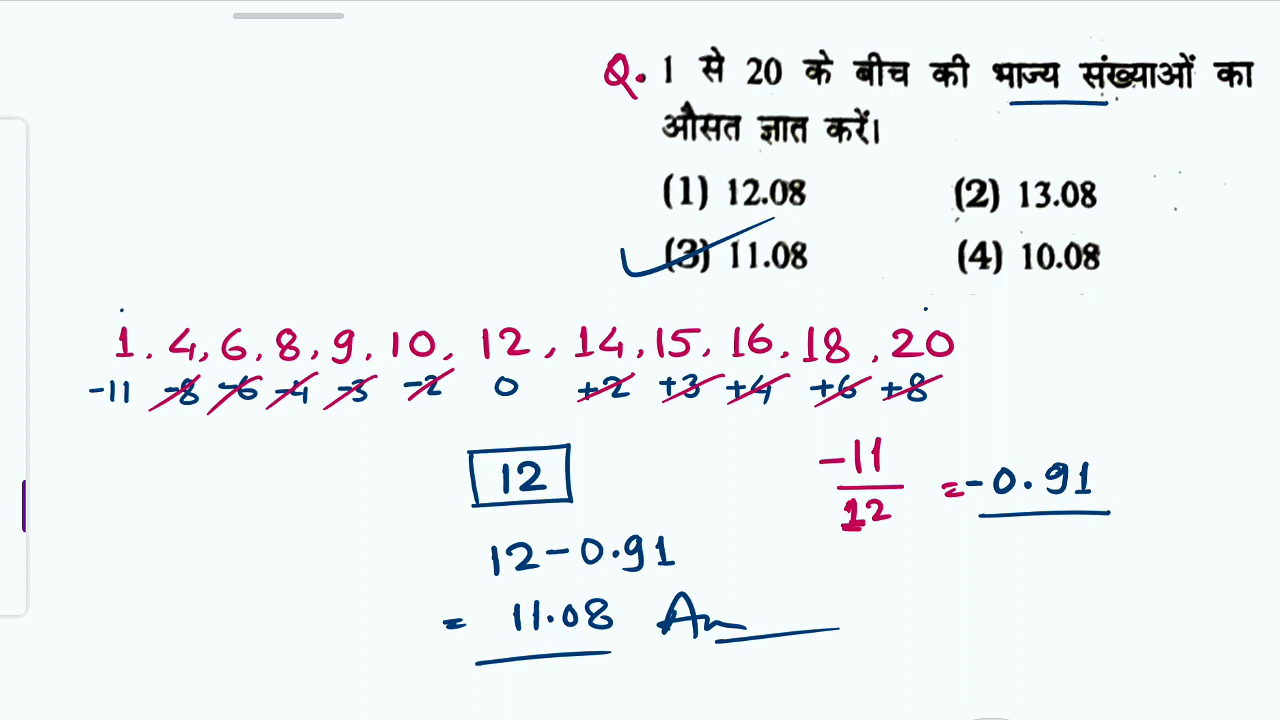 Q. 1 से 20 के बीच की भाज्य संख्याओं का
औसत ज्ञात करें।
(1) 12.08 (2) 13.08
(3) 11.08 (4) 10.08
1, 4, 6, 8, 9, 10, 12, 14, 15, 16, 18, 20
-11 -8 -6 -4 -3 -2 0 +2 +3 +4 +6 +8
12
-11
12
=-0.91
12-0.91
= 11.08 Ans